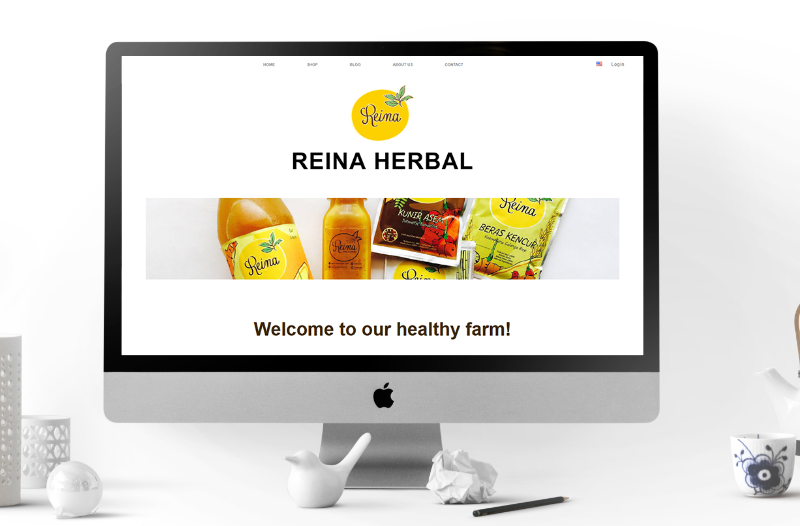 HOME SHOP BLOG ABOUT US CONTACT Login
Reina
REINA HERBAL
Reina
Reina
KUNIR ASEM
Reina
Reina
BERAS KENCUR
Welcome to our healthy farm!